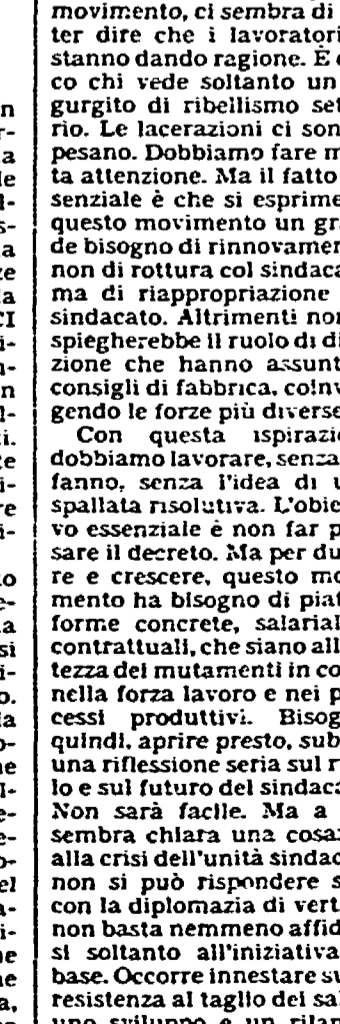 movimento, ci sembra di
ter dire che i lavoratori
stanno dando ragione. È
co chi vede soltanto un
gurgito di ribellismo set
rio. Le lacerazioni ci son
pesano. Dobbiamo fare m
ta attenzione. Ma il fatto
senziale è che si esprime
questo movimento un gra
de bisogno di rinnovamen
non di rottura col sindaca
ma di riappropriazione
sindacato. Altrimenti non
spiegherebbe il ruolo di di
zione che hanno assunt
consigli di fabbrica, coinv
gendo le forze più diverse
Con questa ispirazio
dobbiamo lavorare, senza
fanno, senza l'idea di u
spallata risolutiva. L'obie
vo essenziale è non far p
sare il decreto. Ma per du
re e crescere, questo mo
mento ha bisogno di piat
forme concrete, salarial
contrattuali, che siano all
tezza dei mutamenti in co
nella forza lavoro e nei p
cessi produttivi. Bisog
quindi, aprire presto, sub
una riflessione seria sul r
lo e sul futuro del sindaca
Non sarà facile. Ma a
sembra chiara una cosa:
alla crisi dell'unità sindac
non si può rispondere s
con la diplomazia di vert
non basta nemmeno affid
si soltanto all'iniziativa
base. Occorre innestare su
resistenza al taglio del sa
uno sviluppo e un rilan